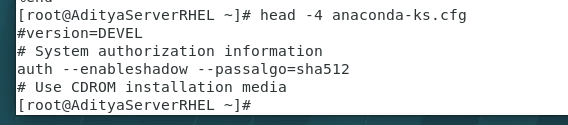 [root@AdityaServerRHEL ~]# head -4 anaconda-ks.cfg
#version=DEVEL
# System authorization information
auth --enableshadow --passalgo=sha512
# Use CDROM installation media
[root@AdityaServerRHEL ~]#